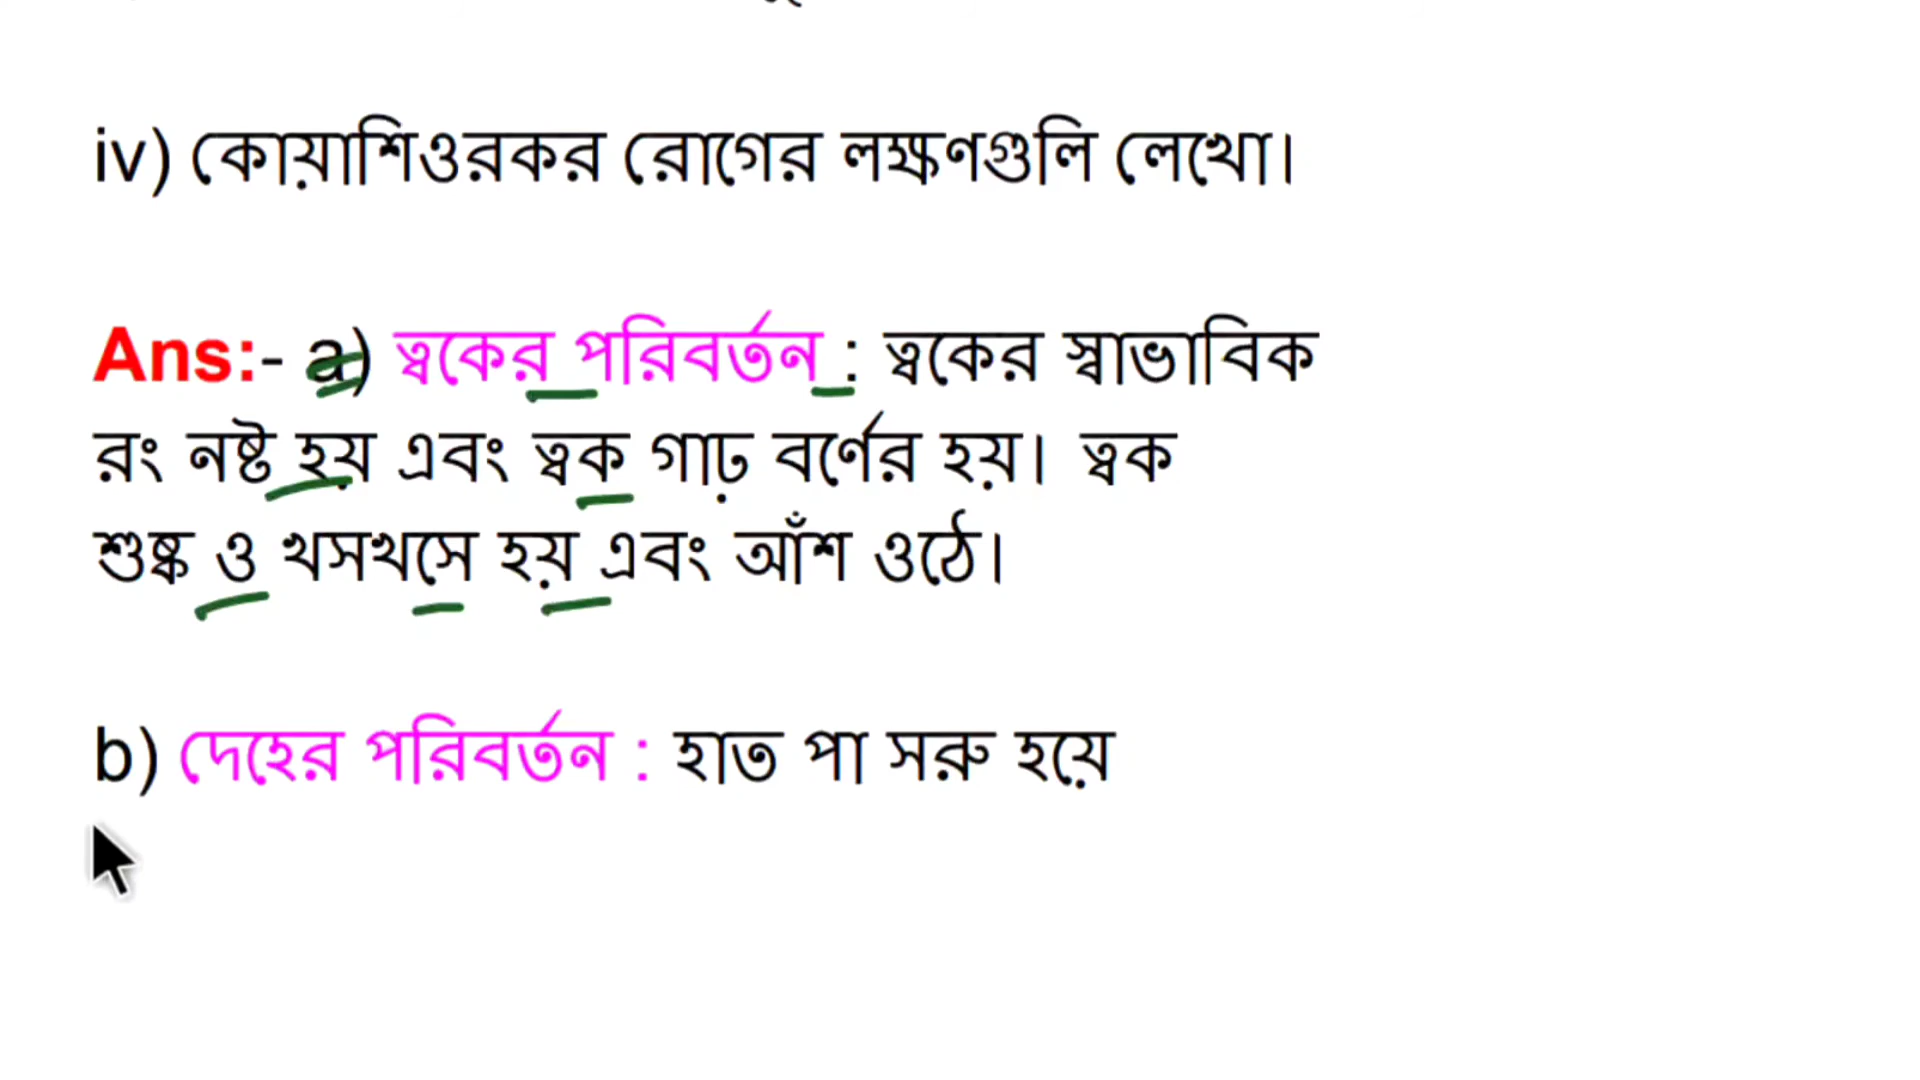 iv) কোয়াশিওরকর রোগের লক্ষণগুলি লেখো।
Ans:- a) ত্বকের পরিবর্তন : ত্বকের স্বাভাবিক
রং নষ্ট হয় এবং ত্বক গাঢ় বর্ণের হয়। ত্বক
শুষ্ক ও খসখসে হয় এবং আঁশ ওঠে।
b) দেহের পরিবর্তন : হাত পা সরু হয়ে